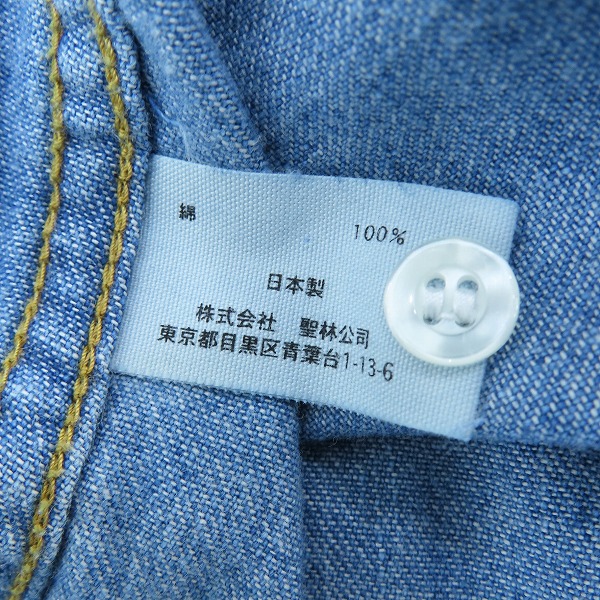 綿 100%
日本製
株式会社 聖林公司
東京都目黒区青葉台1-13-6